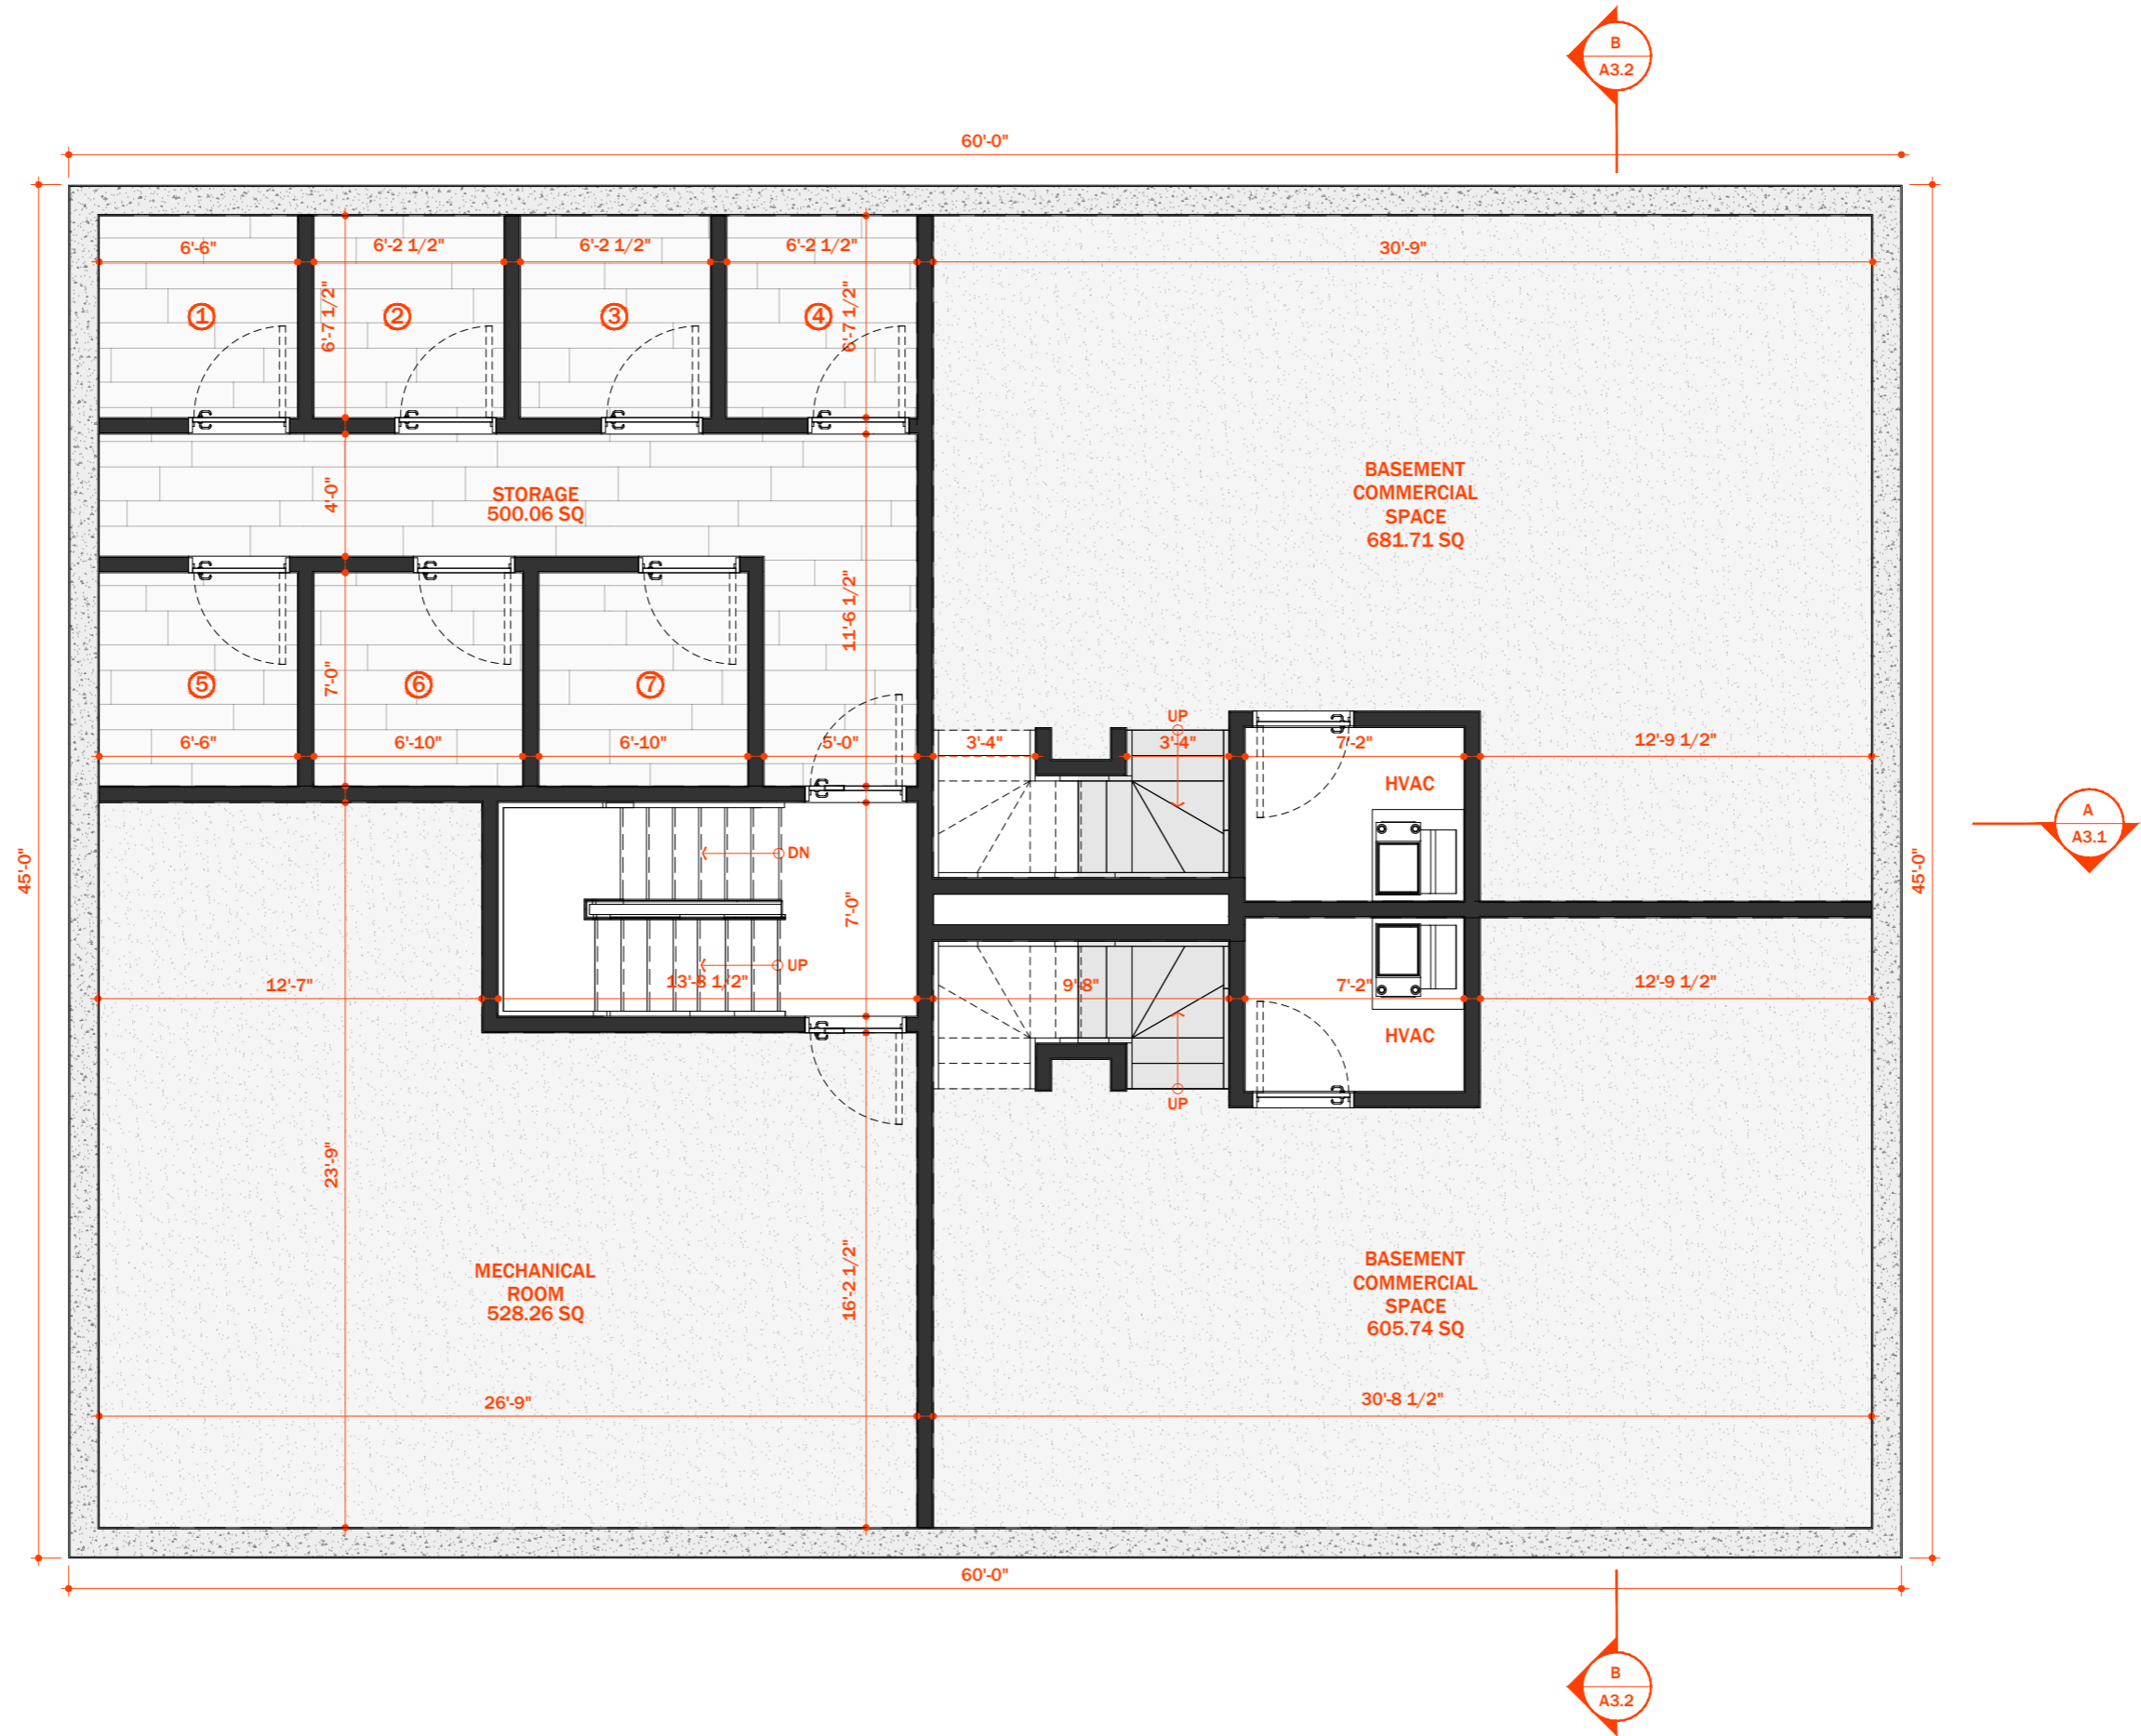 B
A3.2
60'-0"
6'-6"
6'-2 1/2"
6'-2 1/2"
6'-2 1/2"
30'-9"
6'-7 1/2"
6'-7 1/2"
1
2
3
4
STORAGE
500.06 SQ
4'-0"
BASEMENT
COMMERCIAL
SPACE
681.71 SQ
11'-6 1/2"
7'-0"
5
6
7
6'-6"
6'-10"
6'-10"
5'-0"
3'-4"
UP
3'-4"
7'-2"
12'-9 1/2"
HVAC
A
A3.1
45'-0"
45'-0"
DN
7'-0"
UP
12'-7"
13'-8 1/2"
9'-8"
7'-2"
12'-9 1/2"
HVAC
UP
23'-9"
16'-2 1/2"
MECHANICAL
ROOM
528.26 SQ
BASEMENT
COMMERCIAL
SPACE
605.74 SQ
26'-9"
30'-8 1/2"
60'-0"
B
A3.2